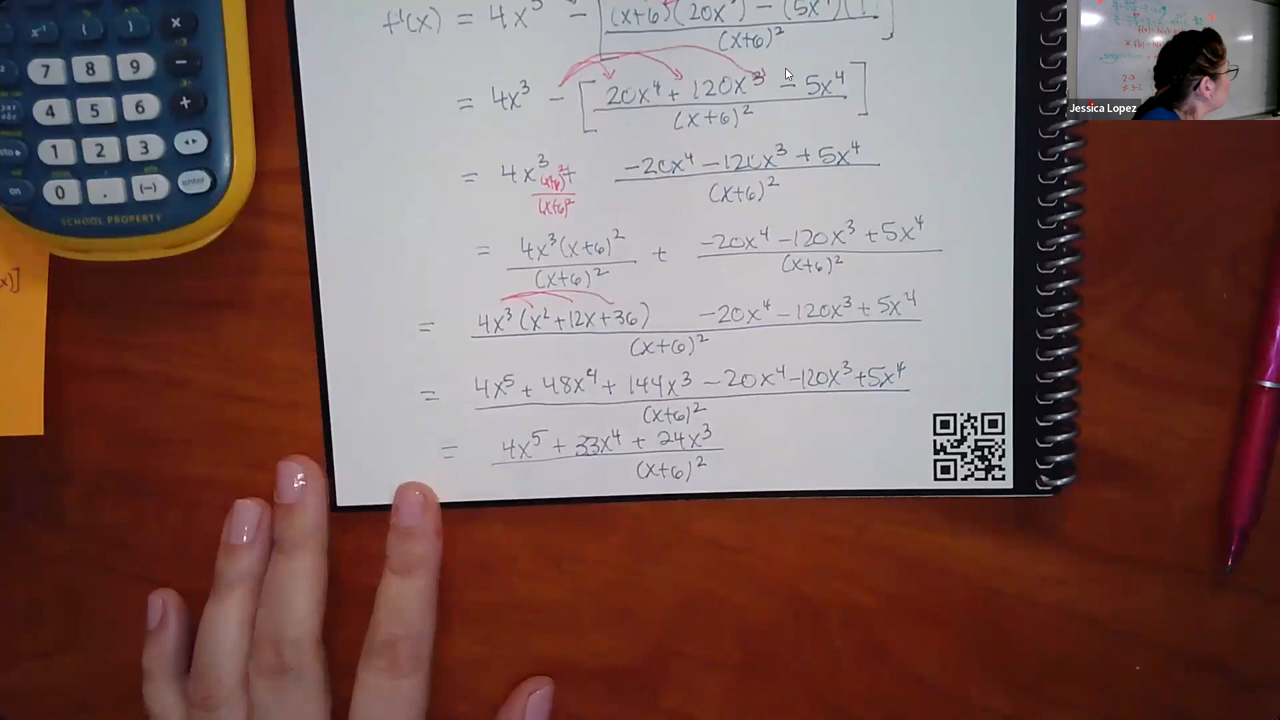 f'(x) = 4x³ - [(x+6)(20x³) - (5x⁴)(1 / (x+6)²]
= 4x³ - [20x⁴ + 120x³ - 5x⁴ / (x+6)²]
= 4x³ (x+6)²/(x+6)² + -20x⁴ - 120x³ + 5x⁴ / (x+6)²
= 4x³(x+6)² / (x+6)² + -20x⁴ - 120x³ + 5x⁴ / (x+6)²
= 4x³(x² + 12x + 36) -20x⁴ - 120x³ + 5x⁴ / (x+6)²
= 4x⁵ + 48x⁴ + 144x³ - 20x⁴ - 120x³ + 5x⁴ / (x+6)²
= 4x⁵ + 33x⁴ + 24x³ / (x+6)²
x⁻¹ ( ) ×
7 8 9 −
4 5 6 +
1 2 3 ◂▸
on 0 . (−) enter
SCHOOL PROPERTY
x)]
Jessica Lopez